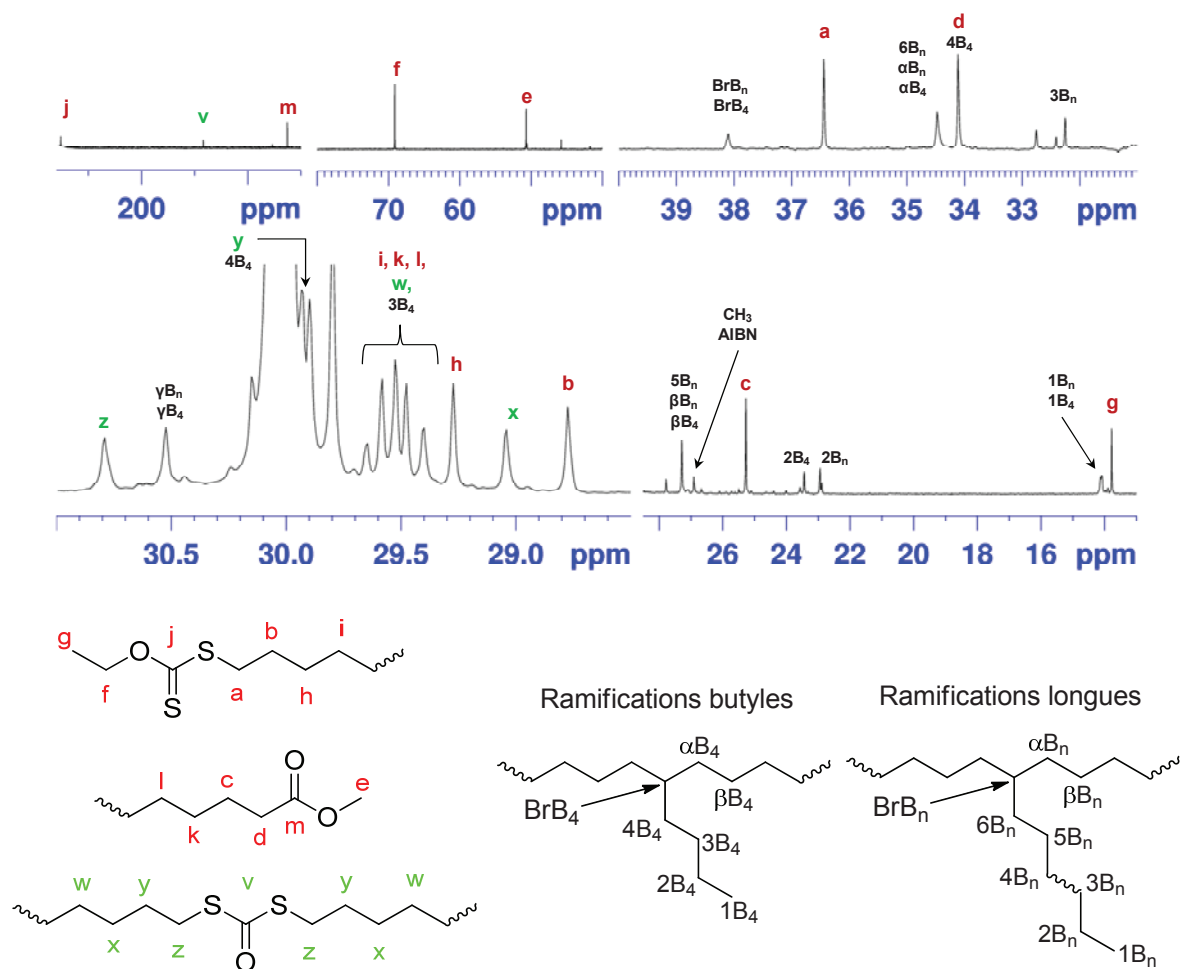 j
v
m
f
e
a
d
6Bn
4B4
αBn
αB4
BrBn
BrB4
3Bn
200 ppm
70 60 ppm
39 38 36 35 34 33 ppm
y
4B4
i, k, l,
w,
3B4
CH3
AIBN
z
γBn
γB4
h
x
b
5Bn
βBn
βB4
c
2B4
2Bn
1Bn
1B4
g
30.5 30.0 29.5 29.0 ppm
26 24 22 20 18 16 ppm
g
O
j
S
b
i
f
S
a
h
l
c
O
e
k
d
m
O
w
y
S
v
S
y
w
x
z
O
z
x
Ramifications butyles
αB4
BrB4
βB4
4B4
3B4
2B4
1B4
Ramifications longues
αBn
BrBn
βBn
6Bn
5Bn
4Bn
3Bn
2Bn
1Bn